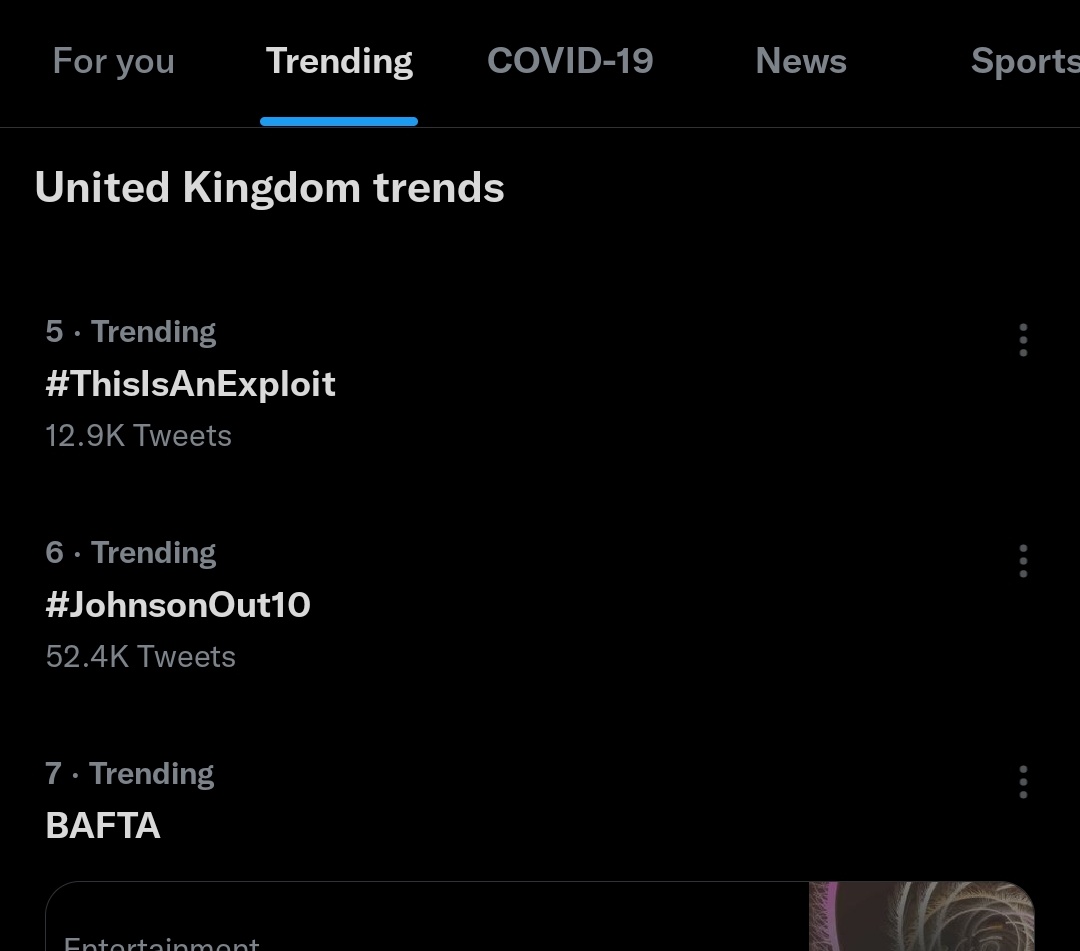 For you Trending COVID-19 News Sports
United Kingdom trends
5 · Trending
#ThisIsAnExploit
12.9K Tweets
6 · Trending
#JohnsonOut10
52.4K Tweets
7 · Trending
BAFTA
Entertainment